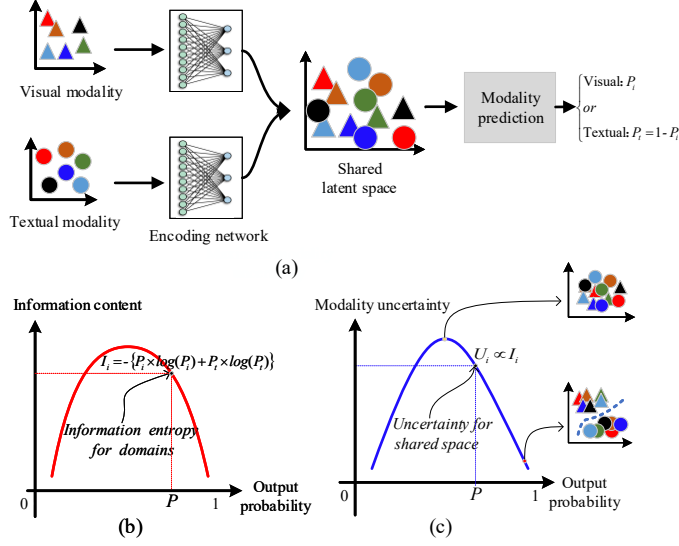 Visual modality
Textual modality
Encoding network
Shared
latent space
Modality
prediction
Visual: P_i
or
Textual: P_t = 1 - P_i
(a)
Information content
I_i = -{P_i×log(P_i)+P_t×log(P_t)}
Information entropy
for domains
0
P
1
Output
probability
(b)
Modality uncertainty
U_i ∝ I_i
Uncertainty for
shared space
0
P
1
Output
probability
(c)